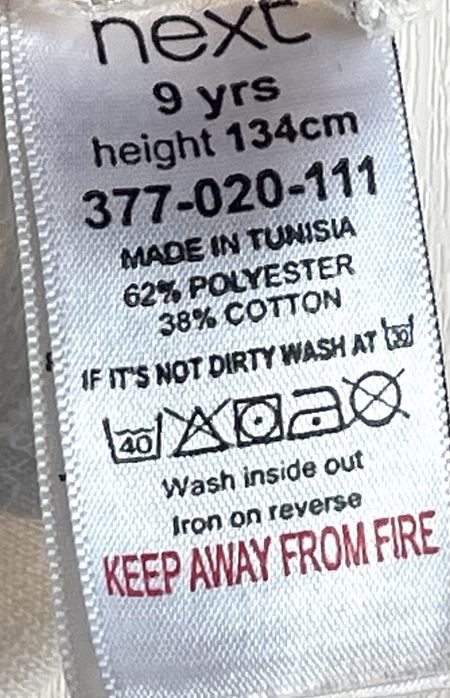 next
9 yrs
height 134cm
377-020-111
MADE IN TUNISIA
62% POLYESTER
38% COTTON
IF IT'S NOT DIRTY WASH AT 30
40
Wash inside out
Iron on reverse
KEEP AWAY FROM FIRE